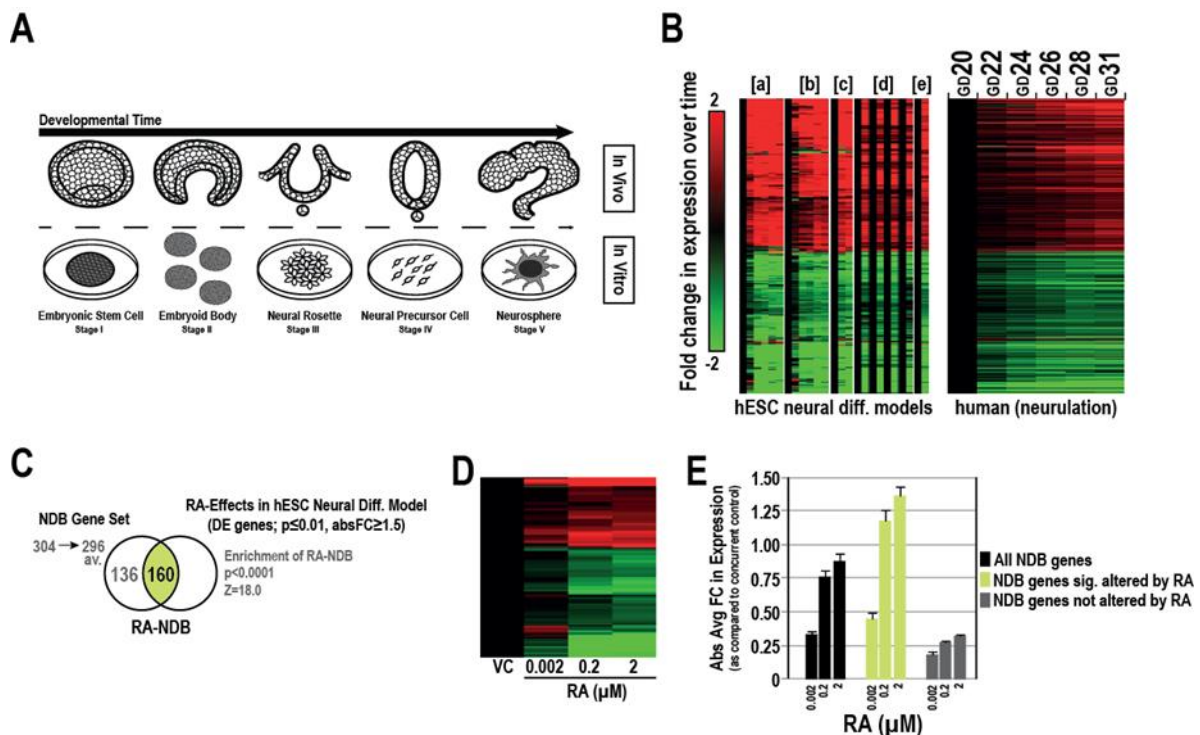 A
Developmental Time
In Vivo
In Vitro
Embryonic Stem Cell
Stage I
Embryoid Body
Stage II
Neural Rosette
Stage III
Neural Precursor Cell
Stage IV
Neurosphere
Stage V
B
Fold change in expression over time
2
-2
[a] [b] [c] [d] [e]
hESC neural diff. models
GD20 GD22 GD24 GD26 GD28 GD31
human (neurulation)
C
NDB Gene Set
304 → 296
av.
RA-Effects in hESC Neural Diff. Model
(DE genes; p≤0.01, absFC≥1.5)
136 160
Enrichment of RA-NDB
p<0.0001
Z=18.0
RA-NDB
D
VC 0.002 0.2 2
RA (µM)
E
Abs Avg FC in Expression
(as compared to concurrent control)
1.50
1.25
1.00
0.75
0.50
0.25
0
0.002 0.2 2 0.002 0.2 2 0.002 0.2 2
RA (µM)
All NDB genes
NDB genes sig. altered by RA
NDB genes not altered by RA